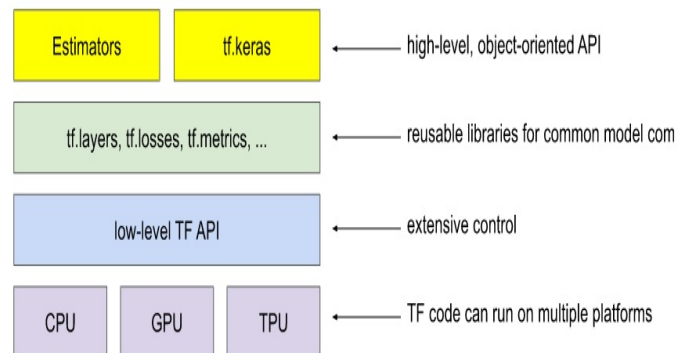 Estimators tf.keras high-level, object-oriented API
tf.layers, tf.losses, tf.metrics, ... reusable libraries for common model com
low-level TF API extensive control
CPU GPU TPU TF code can run on multiple platforms